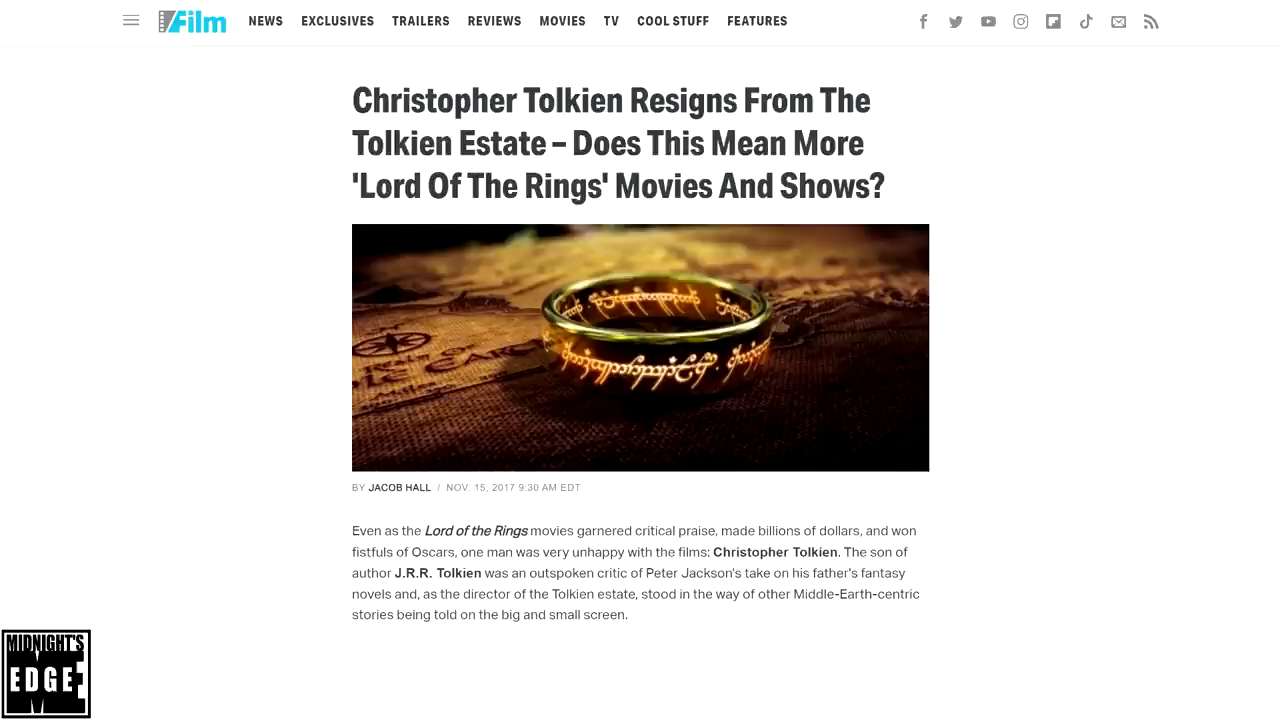 /Film
NEWS EXCLUSIVES TRAILERS REVIEWS MOVIES TV COOL STUFF FEATURES
Christopher Tolkien Resigns From The
Tolkien Estate – Does This Mean More
'Lord Of The Rings' Movies And Shows?
BY JACOB HALL / NOV. 15, 2017 9:30 AM EDT
Even as the Lord of the Rings movies garnered critical praise, made billions of dollars, and won
fistfuls of Oscars, one man was very unhappy with the films: Christopher Tolkien. The son of
author J.R.R. Tolkien was an outspoken critic of Peter Jackson's take on his father's fantasy
novels and, as the director of the Tolkien estate, stood in the way of other Middle-Earth-centric
stories being told on the big and small screen.
MIDNIGHT'S
EDGE
ME